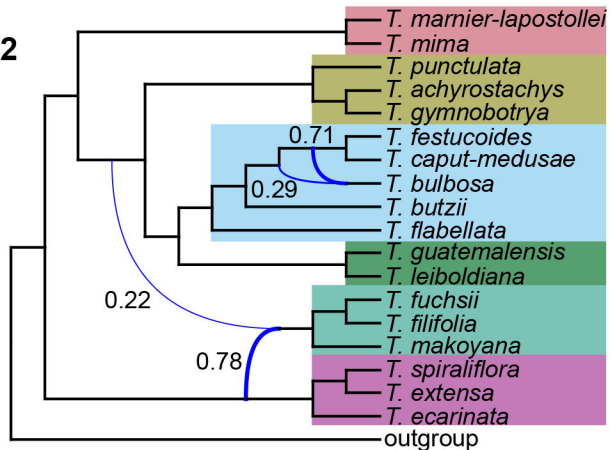 T. marnier-lapostollei
2
T. mima
T. punctulata
T. achyrostachys
T. gymnobotrya
0.71
T. festucoides
T. caput-medusae
0.29
T. bulbosa
T. butzii
T. flabellata
T. guatemalensis
T. leiboldiana
0.22
T. fuchsii
T. filifolia
T. makoyana
0.78
T. spiraliflora
T. extensa
T. ecarinata
outgroup